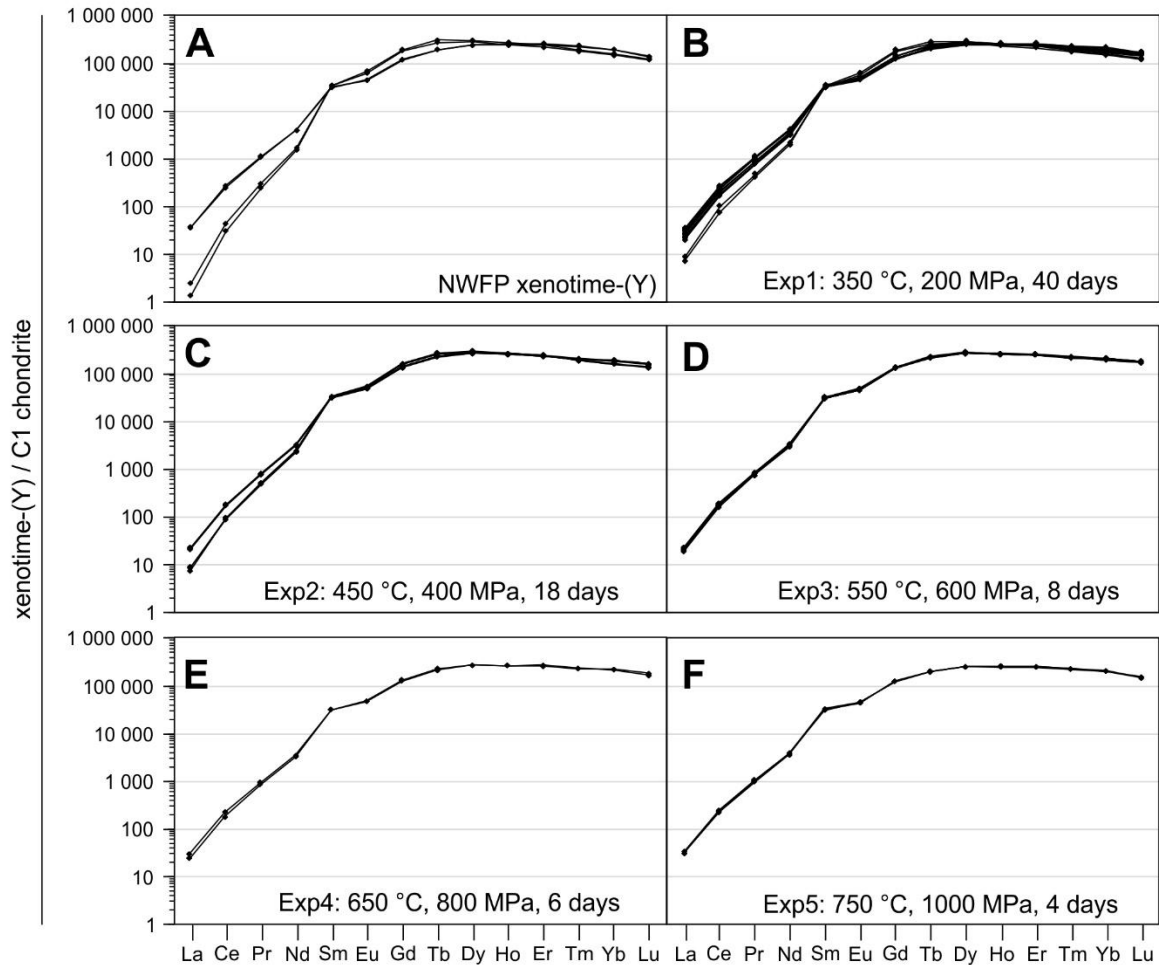 xenotime-(Y) / C1 chondrite
A
1 000 000
100 000
10 000
1 000
100
10
1
NWFP xenotime-(Y)
B
Exp1: 350 °C, 200 MPa, 40 days
C
1 000 000
100 000
10 000
1 000
100
10
1
Exp2: 450 °C, 400 MPa, 18 days
D
Exp3: 550 °C, 600 MPa, 8 days
E
1 000 000
100 000
10 000
1 000
100
10
1
Exp4: 650 °C, 800 MPa, 6 days
F
Exp5: 750 °C, 1000 MPa, 4 days
La Ce Pr Nd Sm Eu Gd Tb Dy Ho Er Tm Yb Lu
La Ce Pr Nd Sm Eu Gd Tb Dy Ho Er Tm Yb Lu